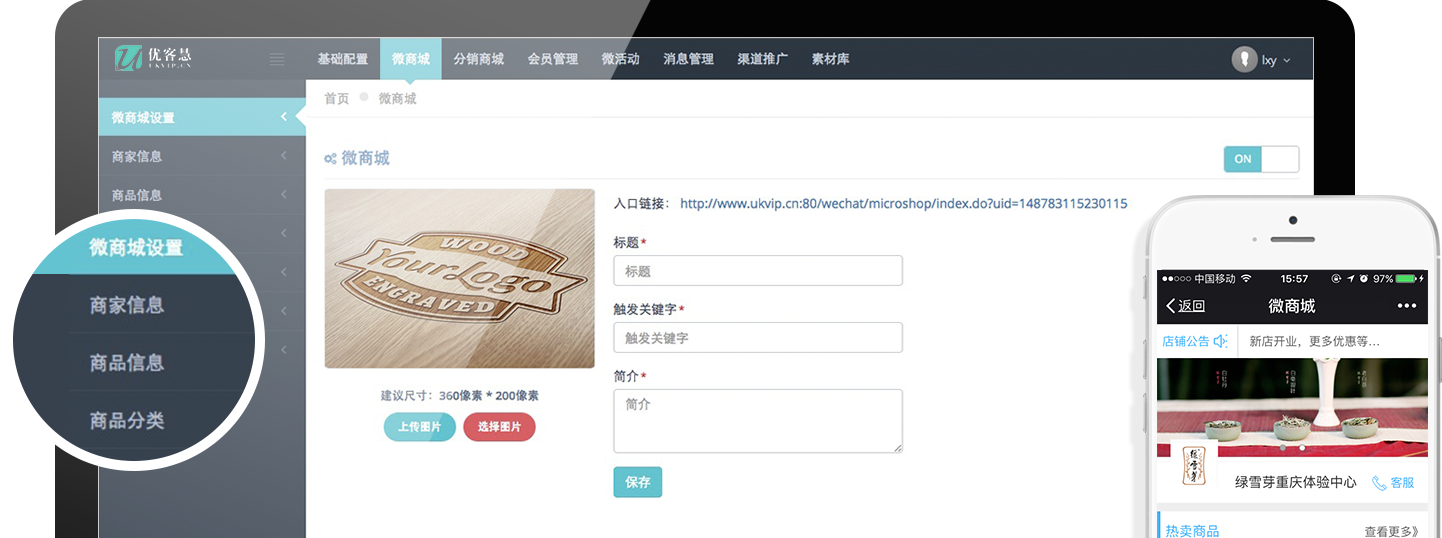 优客慧
UKVIP.CN
基础配置 微商城 分销商城 会员管理 微活动 消息管理 渠道推广 素材库
lxy
首页 微商城
微商城设置
商家信息
商品信息
微商城设置
商家信息
商品信息
商品分类
微商城
ON
WOOD
YourLogo
ENGRAVED
建议尺寸：360像素 * 200像素
上传图片 选择图片
入口链接： http://www.ukvip.cn:80/wechat/microshop/index.do?uid=148783115230115
标题*
标题
触发关键字*
触发关键字
简介*
简介
保存
中国移动 15:57 97%
返回 微商城
店铺公告 新店开业，更多优惠等...
白牡丹
绿雪芽
绿雪芽重庆体验中心 客服
热卖商品 查看更多》